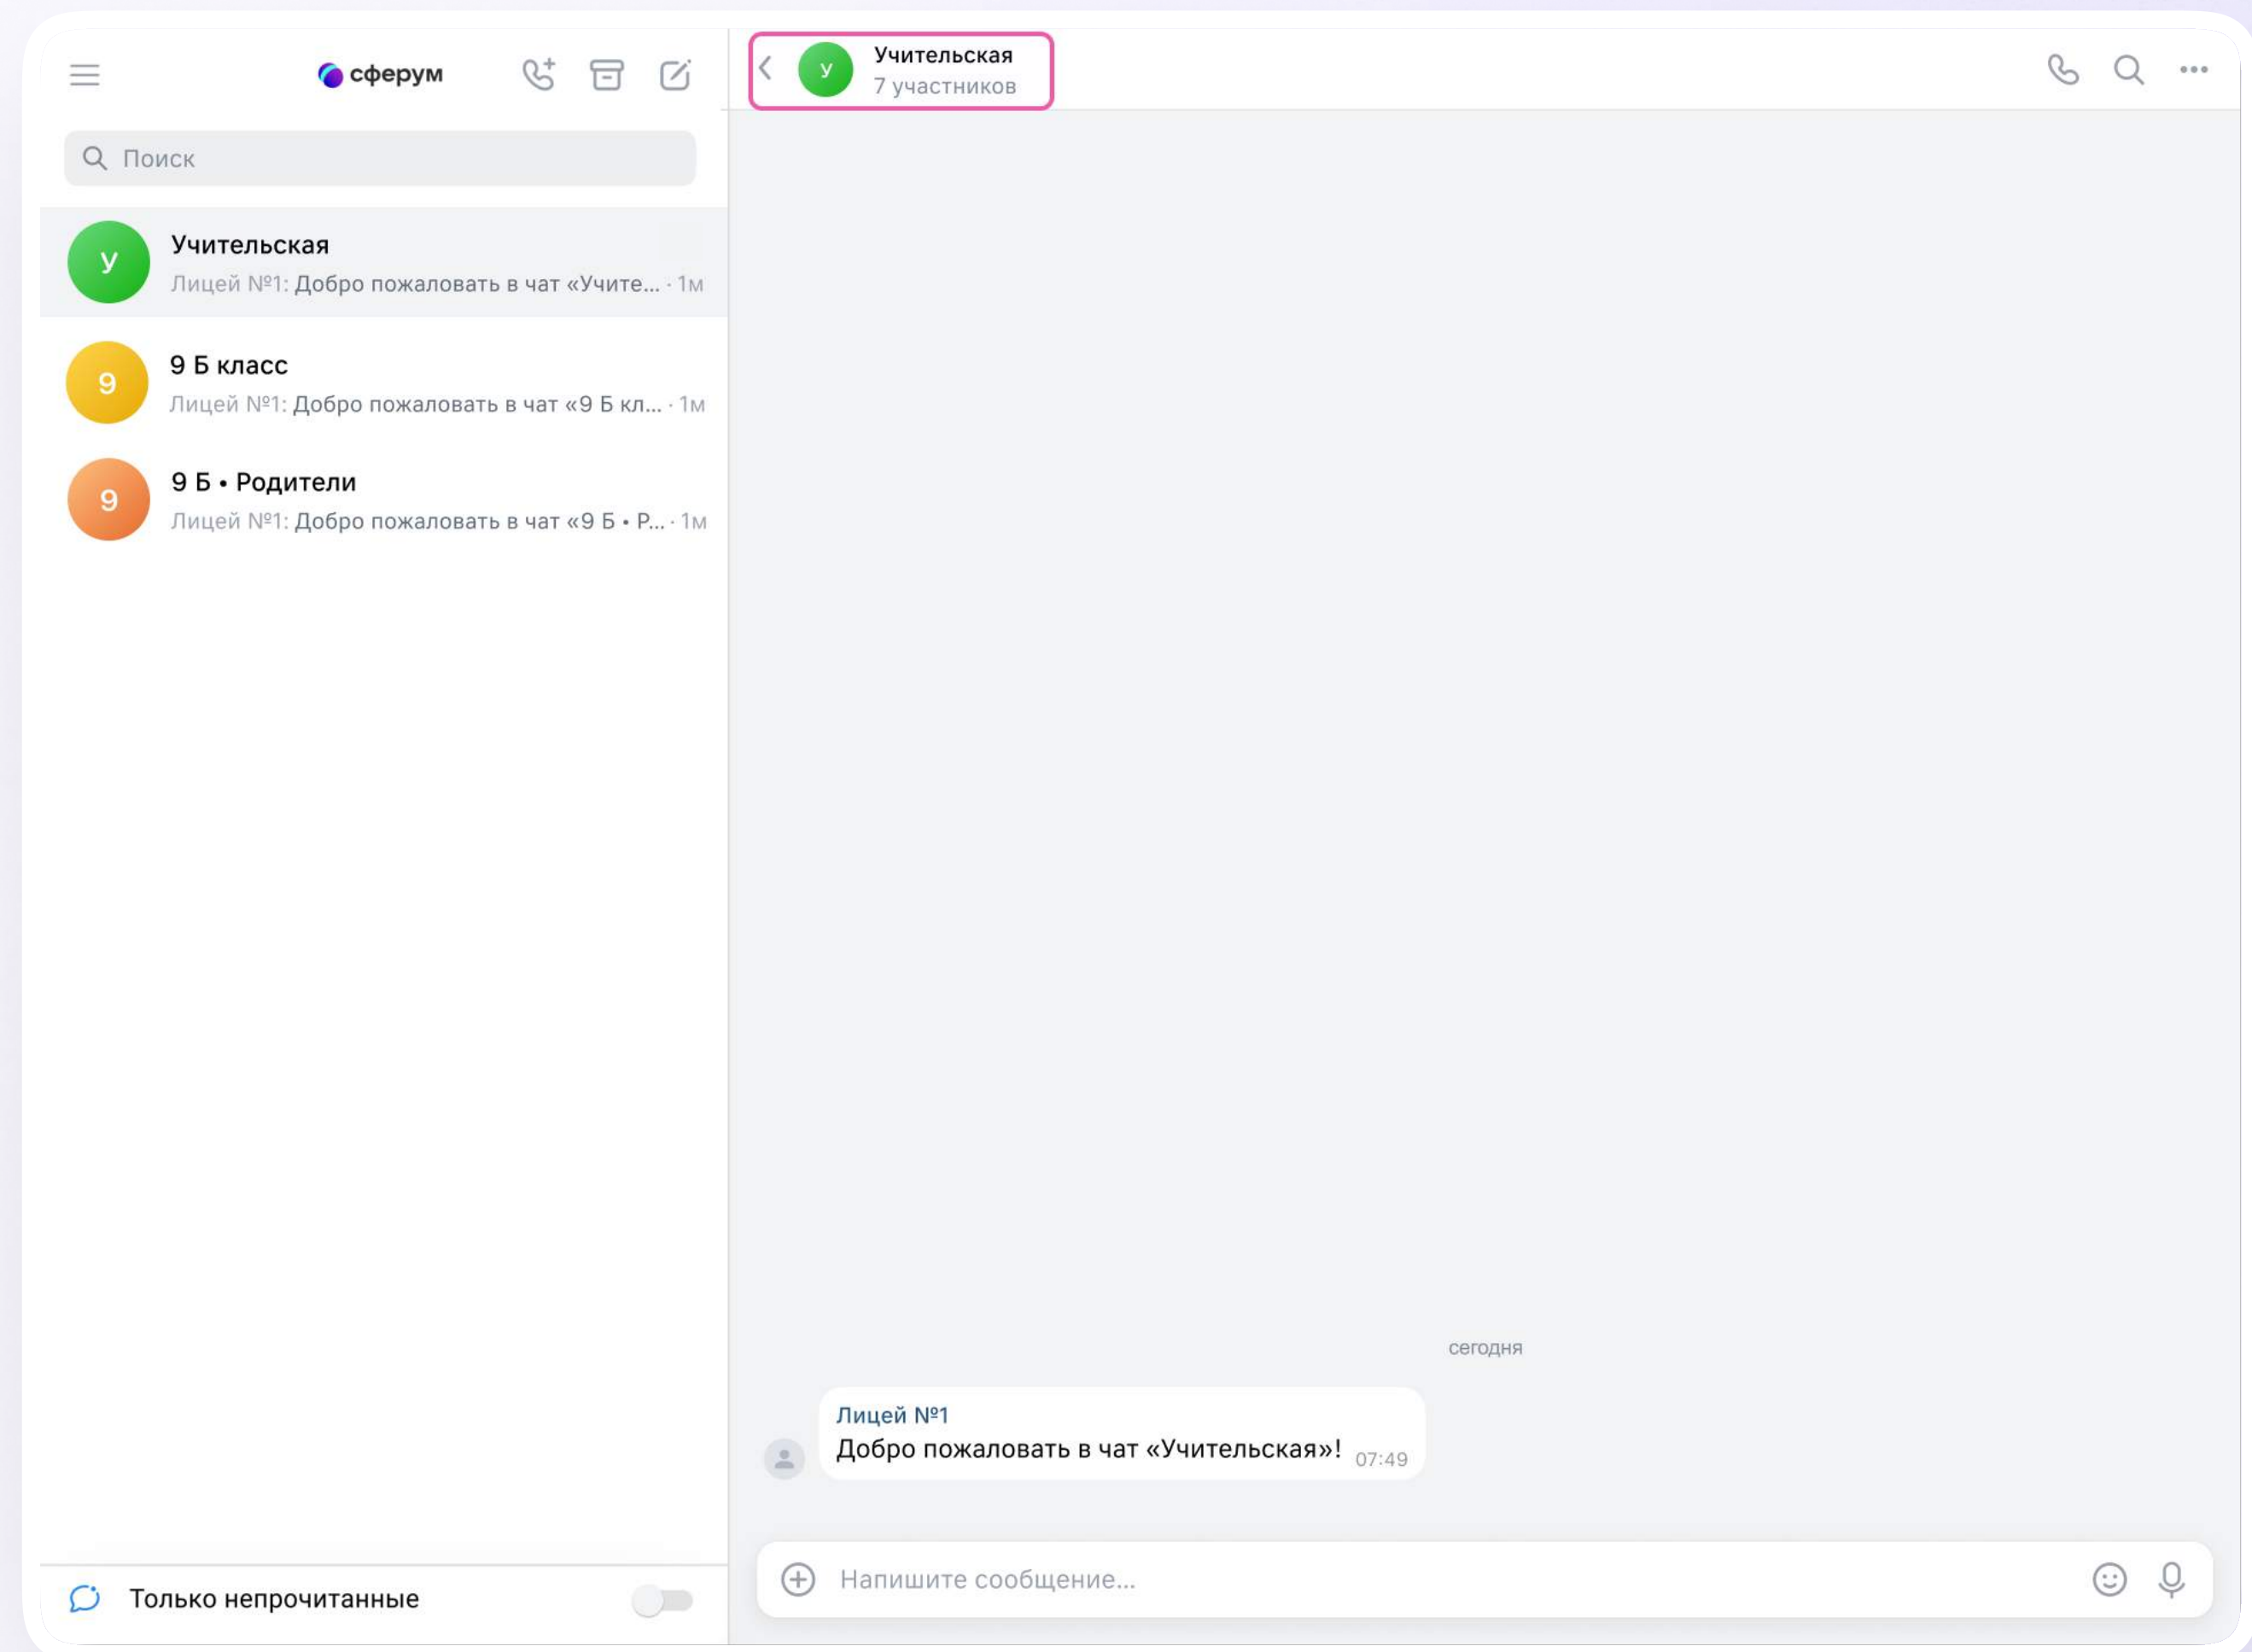 сферум
Поиск
У
Учительская
Лицей №1: Добро пожаловать в чат «Учите... · 1м
9
9 Б класс
Лицей №1: Добро пожаловать в чат «9 Б кл... · 1м
9
9 Б • Родители
Лицей №1: Добро пожаловать в чат «9 Б • Р... · 1м
Только непрочитанные
У
Учительская
7 участников
сегодня
Лицей №1
Добро пожаловать в чат «Учительская»! 07:49
Напишите сообщение...